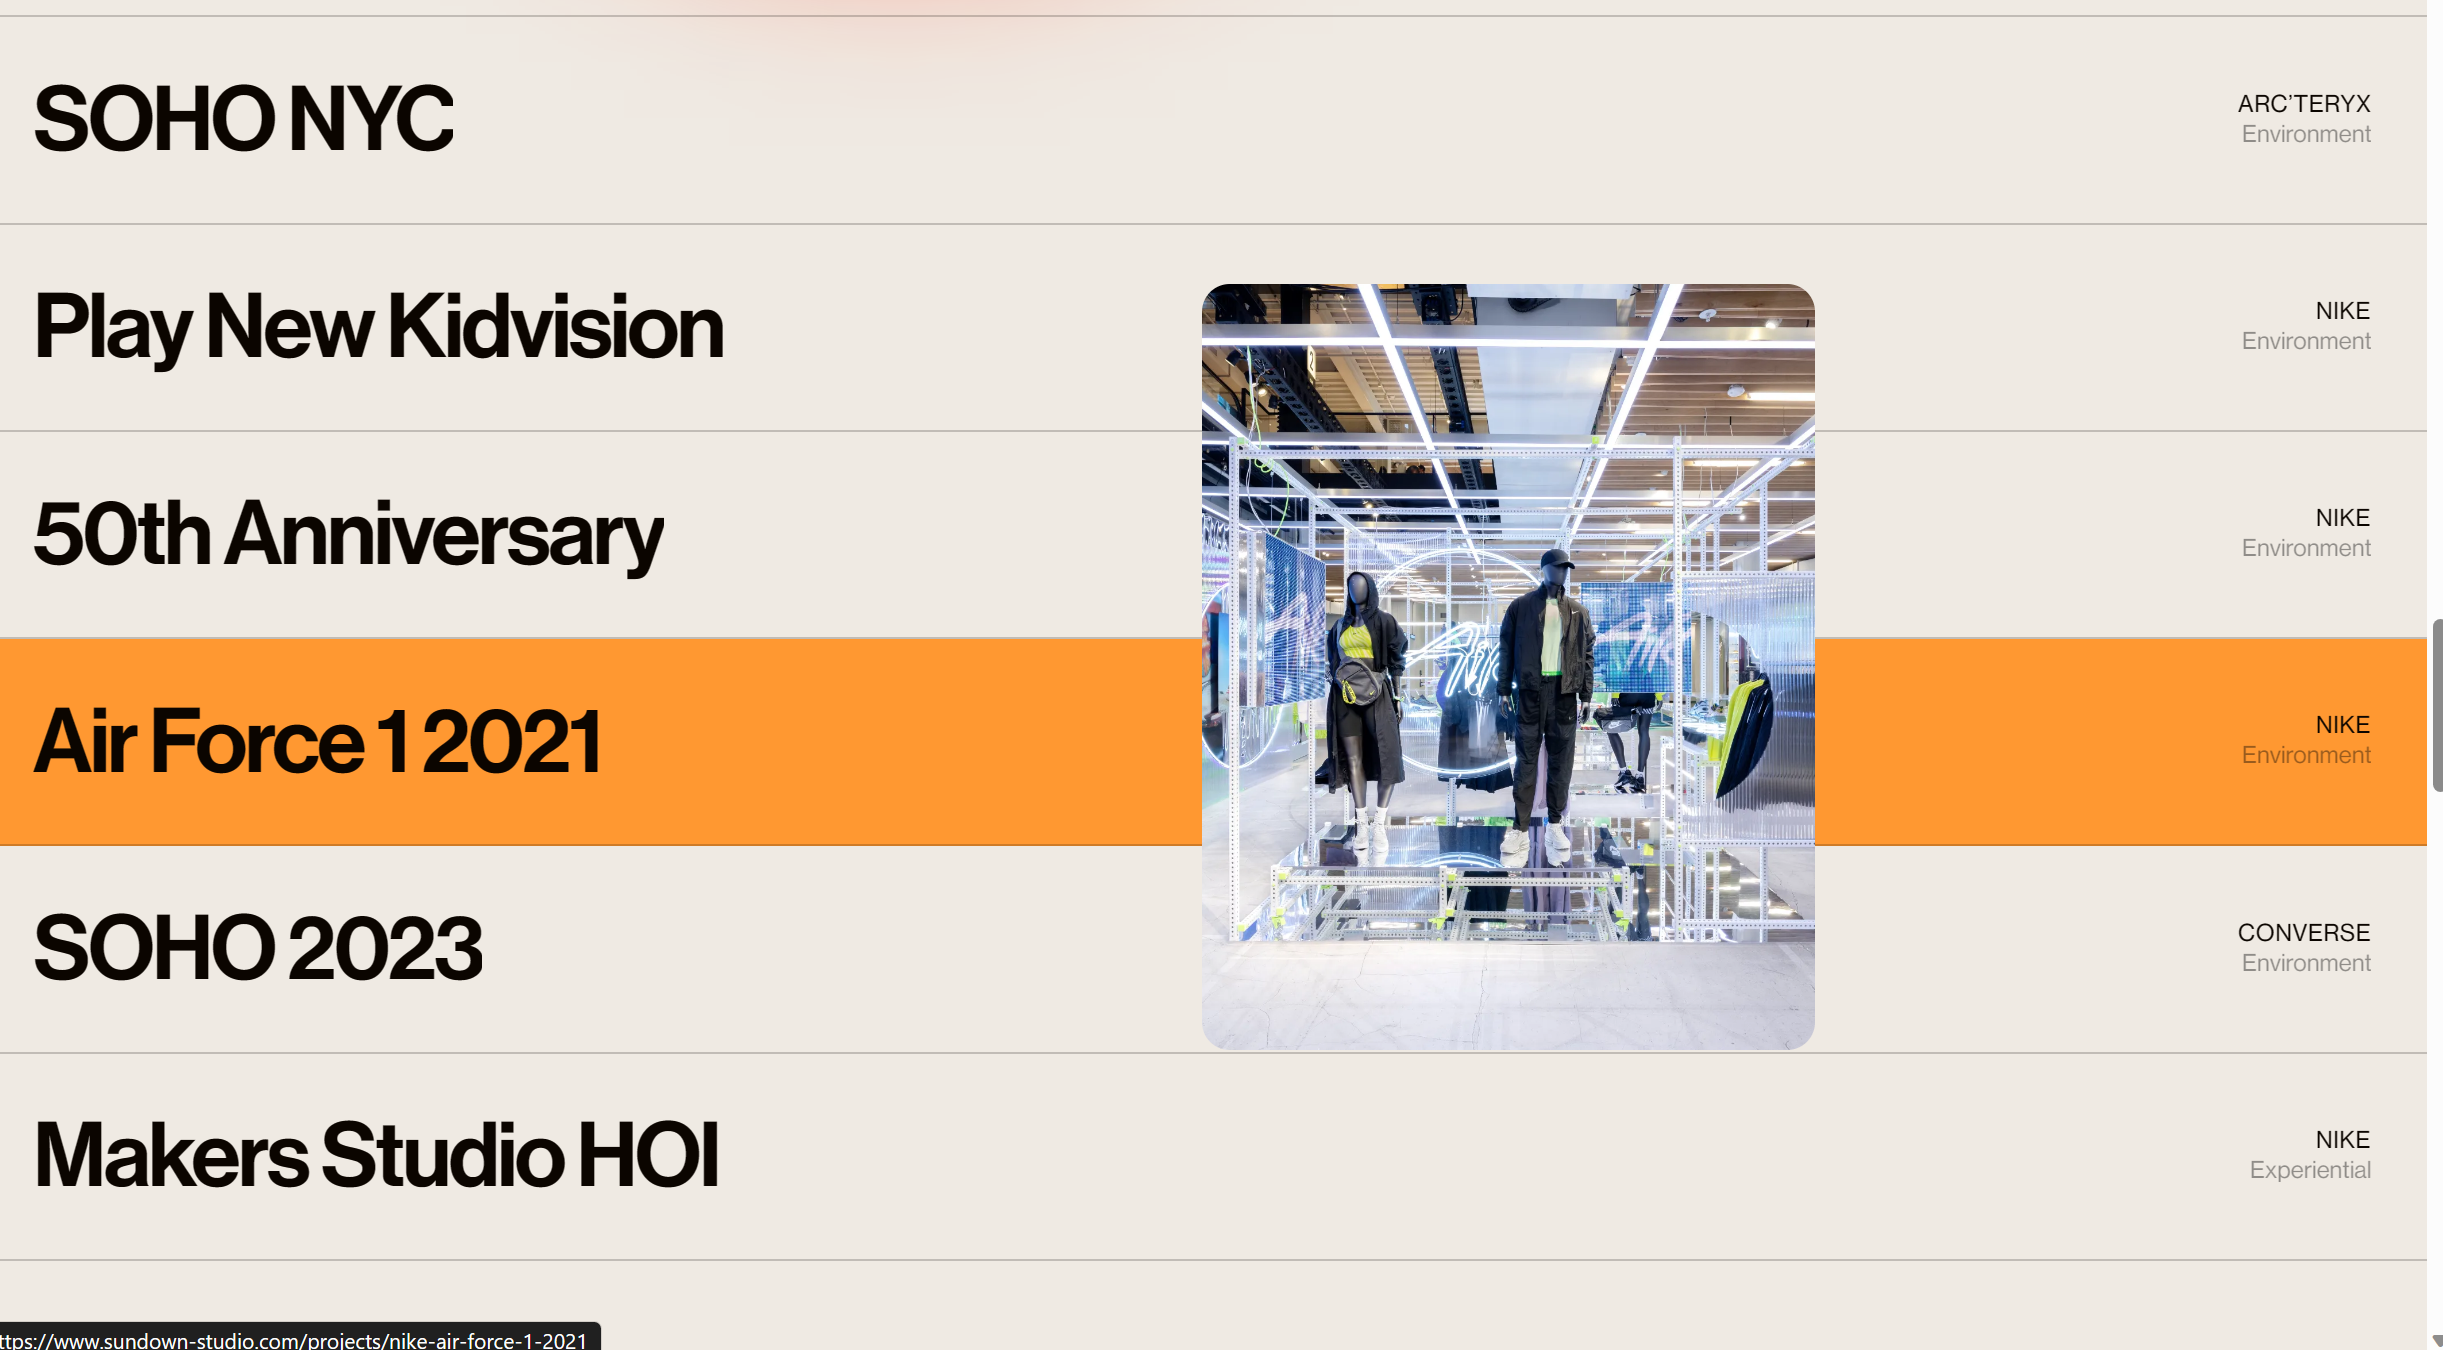 SOHO NYC
ARC’TERYX
Environment
Play New Kidvision
NIKE
Environment
50th Anniversary
NIKE
Environment
Air Force 1 2021
NIKE
Environment
SOHO 2023
CONVERSE
Environment
Makers Studio HOI
NIKE
Experiential
ttps://www.sundown-studio.com/projects/nike-air-force-1-2021